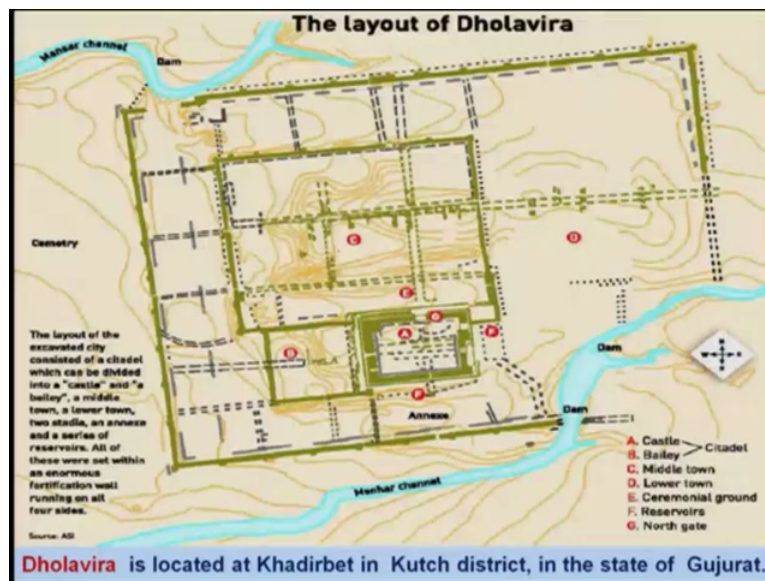 The layout of Dholavira
Mansar channel
Dam
Cemetry
C
D
E
G
A
F
B
F
The layout of the
excavated city
consisted of a citadel
which can be divided
into a "castle" and "a
bailey", a middle
town, a lower town,
two stadia, an annexe
and a series of
reservoirs. All of
these were set within
an enormous
fortification wall
running on all
four sides.
Source: ASI
Annexe
Dam
Dam
Manhar channel
A. Castle
B. Bailey
Citadel
C. Middle town
D. Lower town
E. Ceremonial ground
F. Reservoirs
G. North gate
Dholavira is located at Khadirbet in Kutch district, in the state of Gujurat.